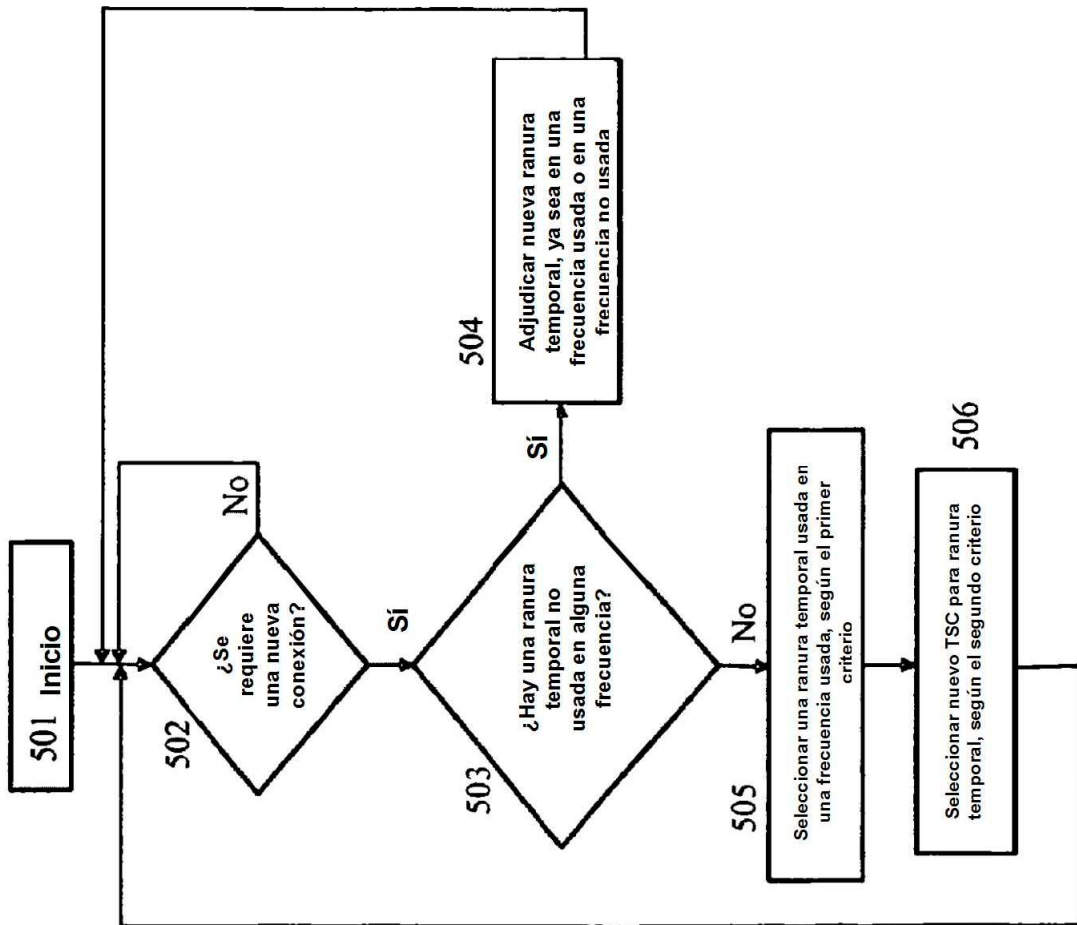 501 Inicio
502
¿Se
requiere
una nueva
conexión?
No
Sí
503
¿Hay una ranura
temporal no
usada en alguna
frecuencia?
Sí
504
Adjudicar nueva ranura
temporal, ya sea en una
frecuencia usada o en una
frecuencia no usada
No
505
Seleccionar una ranura temporal usada en
una frecuencia usada, según el primer
criterio
506
Seleccionar nuevo TSC para ranura
temporal, según el segundo criterio